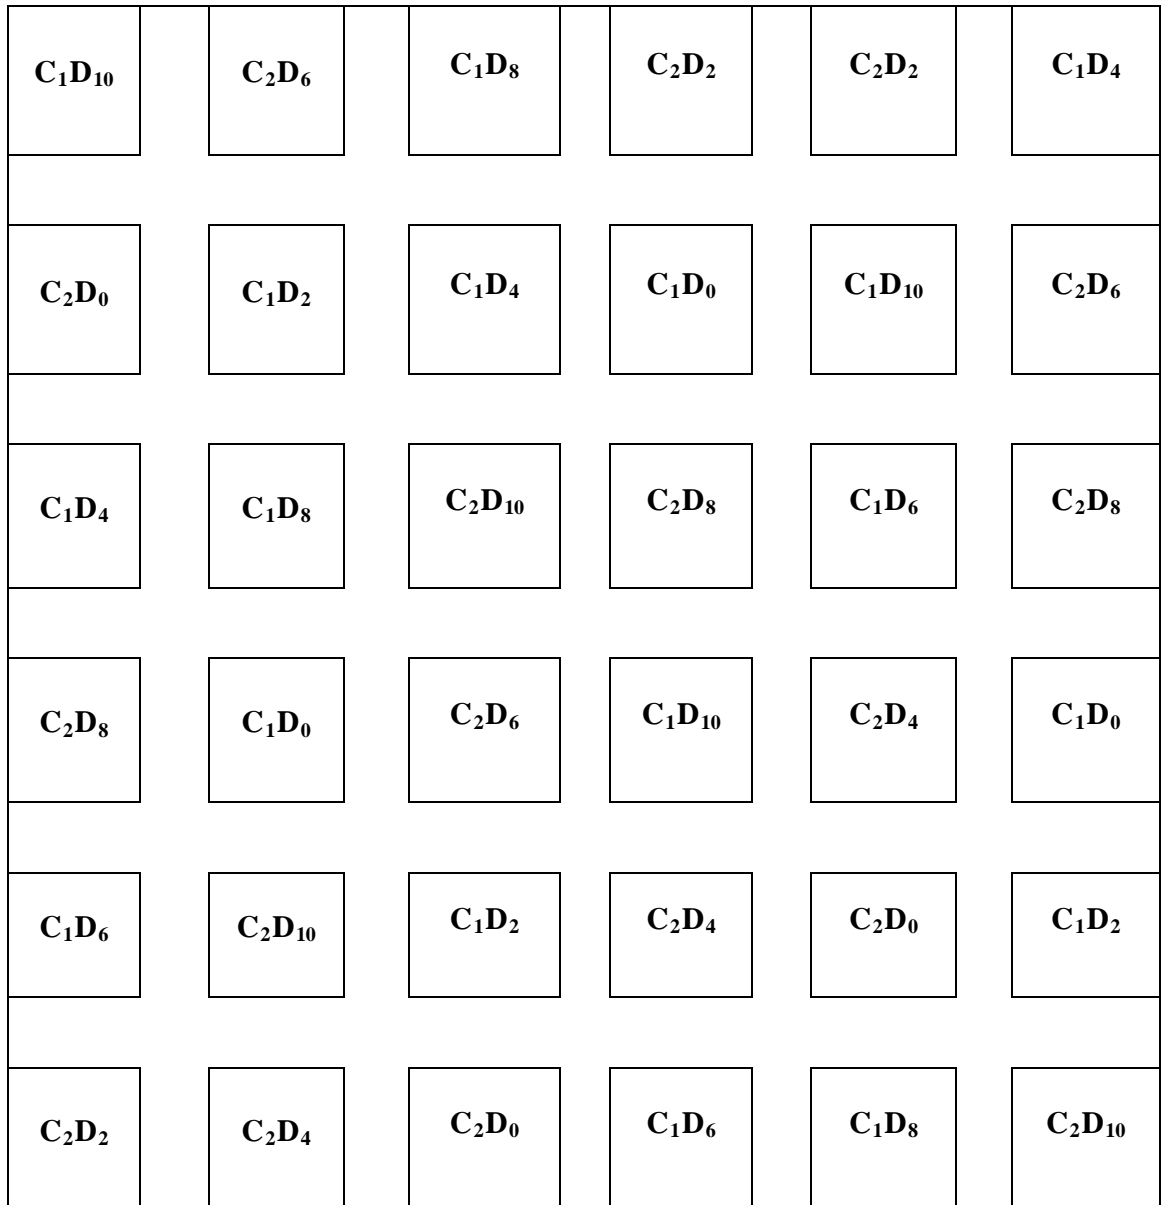 C₁D₁₀ C₂D₆ C₁D₈ C₂D₂ C₂D₂ C₁D₄
C₂D₀ C₁D₂ C₁D₄ C₁D₀ C₁D₁₀ C₂D₆
C₁D₄ C₁D₈ C₂D₁₀ C₂D₈ C₁D₆ C₂D₈
C₂D₈ C₁D₀ C₂D₆ C₁D₁₀ C₂D₄ C₁D₀
C₁D₆ C₂D₁₀ C₁D₂ C₂D₄ C₂D₀ C₁D₂
C₂D₂ C₂D₄ C₂D₀ C₁D₆ C₁D₈ C₂D₁₀